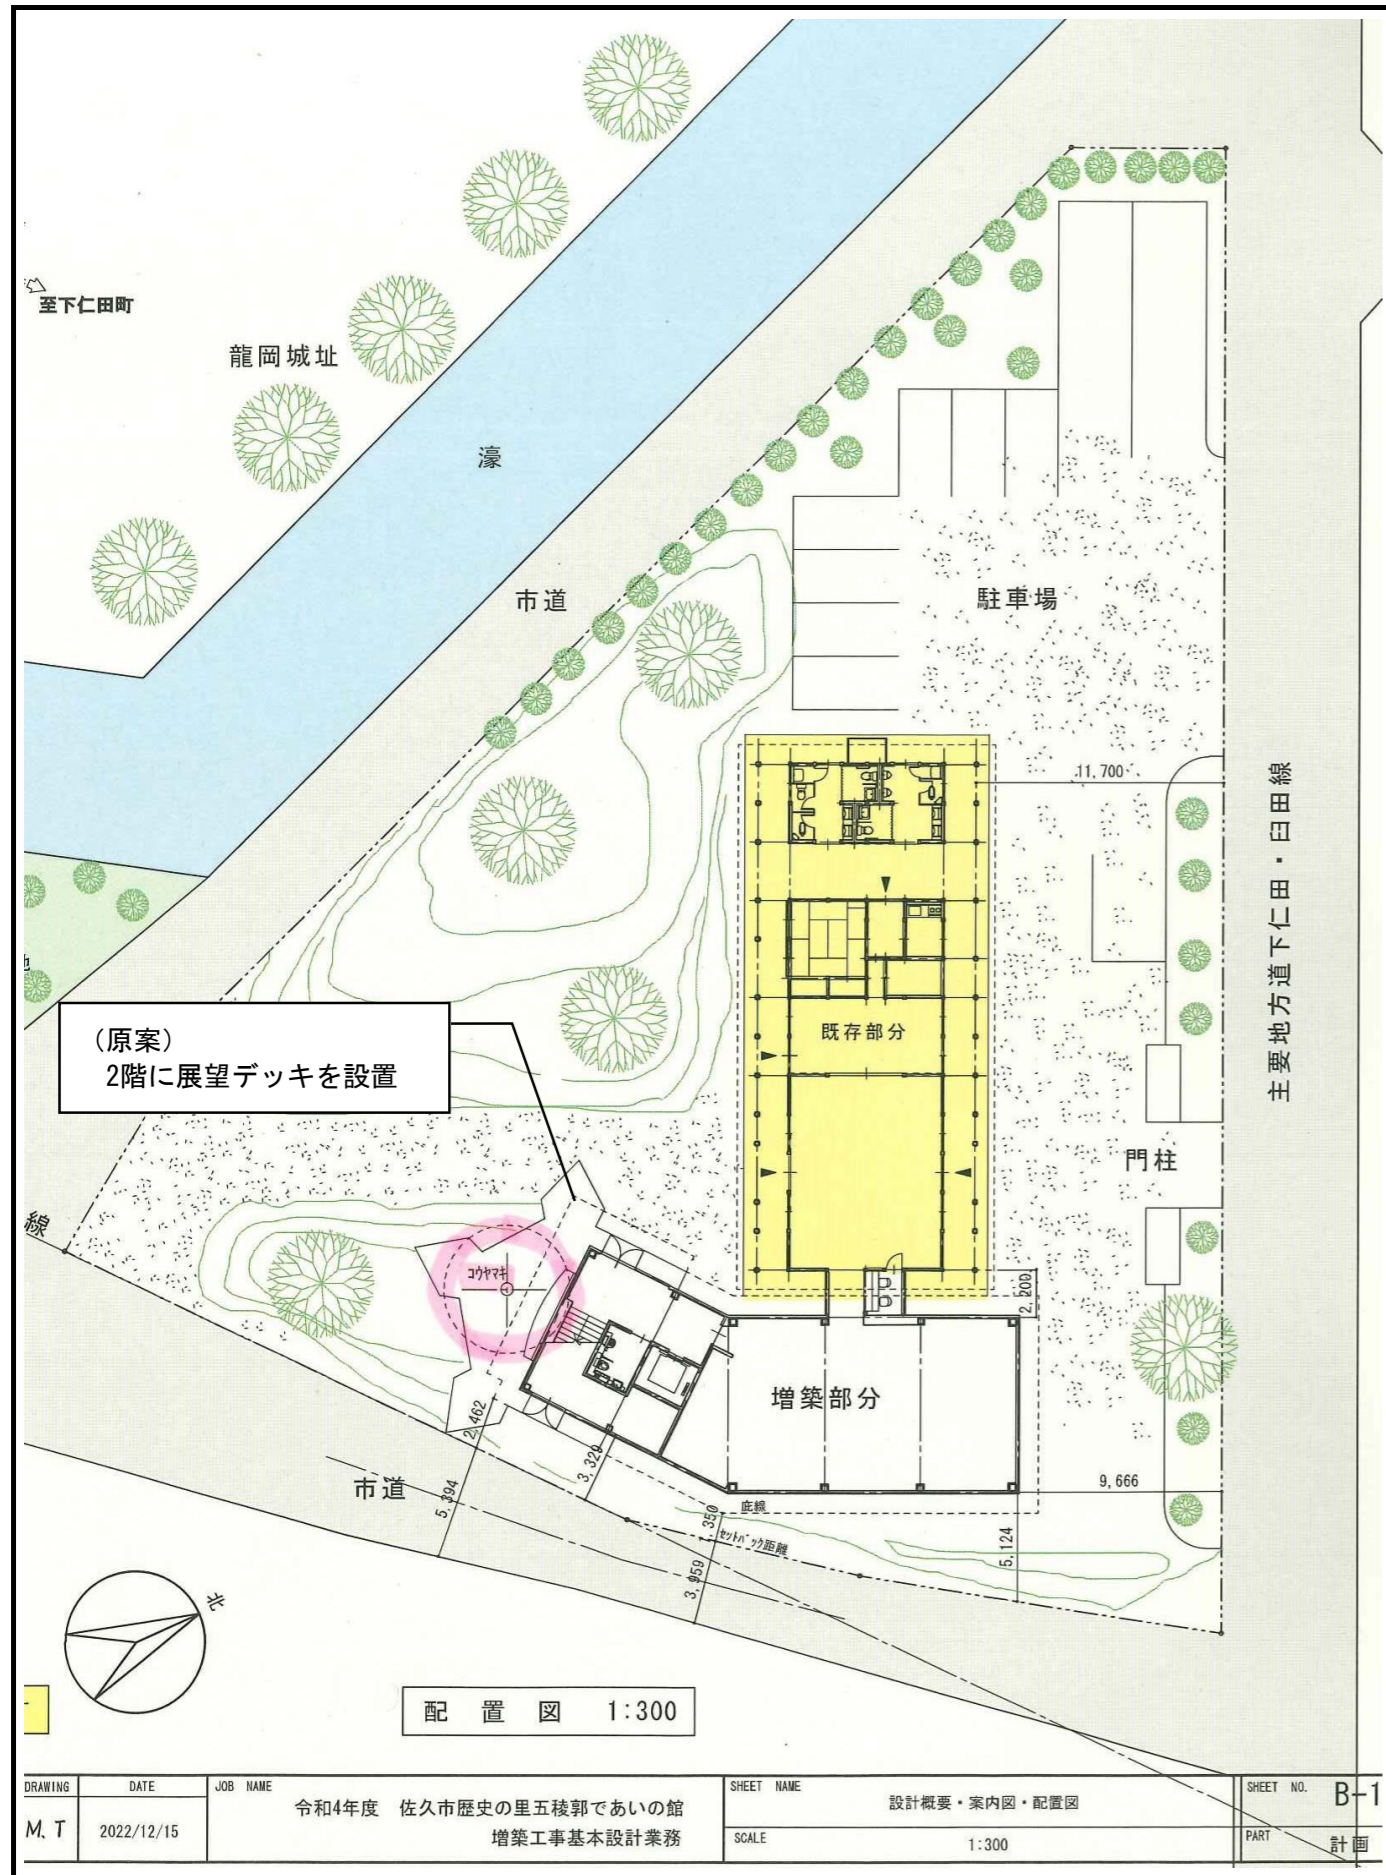 至下仁田町
龍岡城址
濠
市道
駐車場
11,700
主要地方道下仁田・臼田線
(原案)
2階に展望デッキを設置
既存部分
門柱
線
コウヤマキ
2,200
増築部分
2,462
3,329
市道
5,394
9,666
庇線
1,350
セットバック距離
5,124
3,959
北
配置図 1:300
DRAWING
M.T
DATE
2022/12/15
JOB NAME
令和4年度 佐久市歴史の里五稜郭であいの館
増築工事基本設計業務
SHEET NAME
設計概要・案内図・配置図
SCALE
1:300
SHEET NO.
B-1
PART
計画